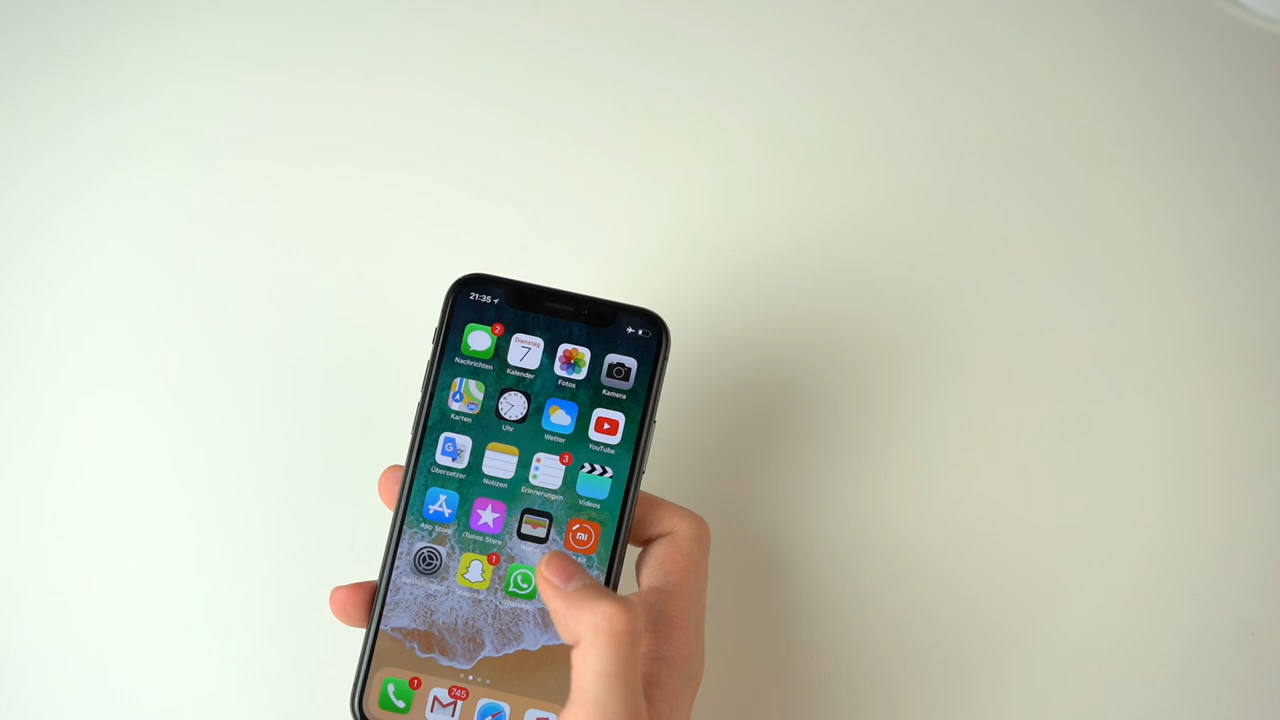 21:35
2
Dienstag
7
Nachrichten
Kalender
Fotos
Kamera
Karten
Uhr
Wetter
YouTube
3
Übersetzer
Notizen
Erinnerungen
Videos
App Store
iTunes Store
1
WhatsApp
1
745